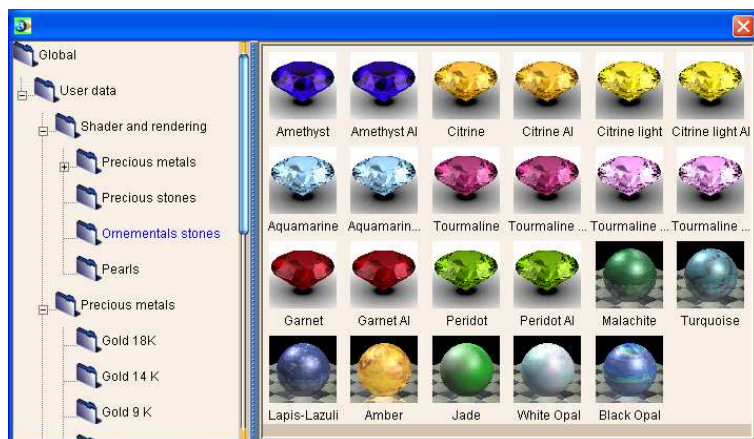 Global
User data
Shader and rendering
Precious metals
Precious stones
Ornementals stones
Pearls
Precious metals
Gold 18K
Gold 14 K
Gold 9 K
Amethyst Amethyst Al Citrine Citrine Al Citrine light Citrine light Al
Aquamarine Aquamarin... Tourmaline Tourmaline ... Tourmaline ... Tourmaline ...
Garnet Garnet Al Peridot Peridot Al Malachite Turquoise
Lapis-Lazuli Amber Jade White Opal Black Opal